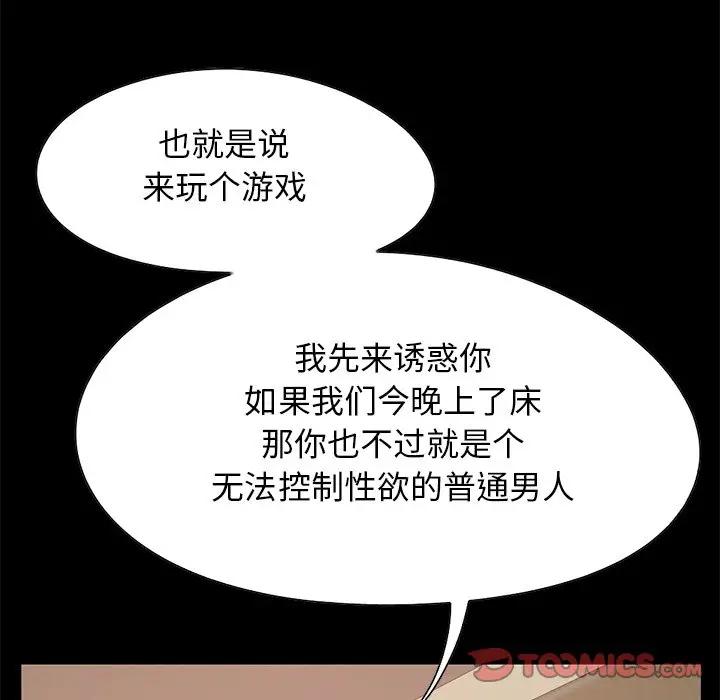 也就是说
来玩个游戏
我先来诱惑你
如果我们今晚上了床
那你也不过就是个
无法控制性欲的普通男人
TOOMICS.COM